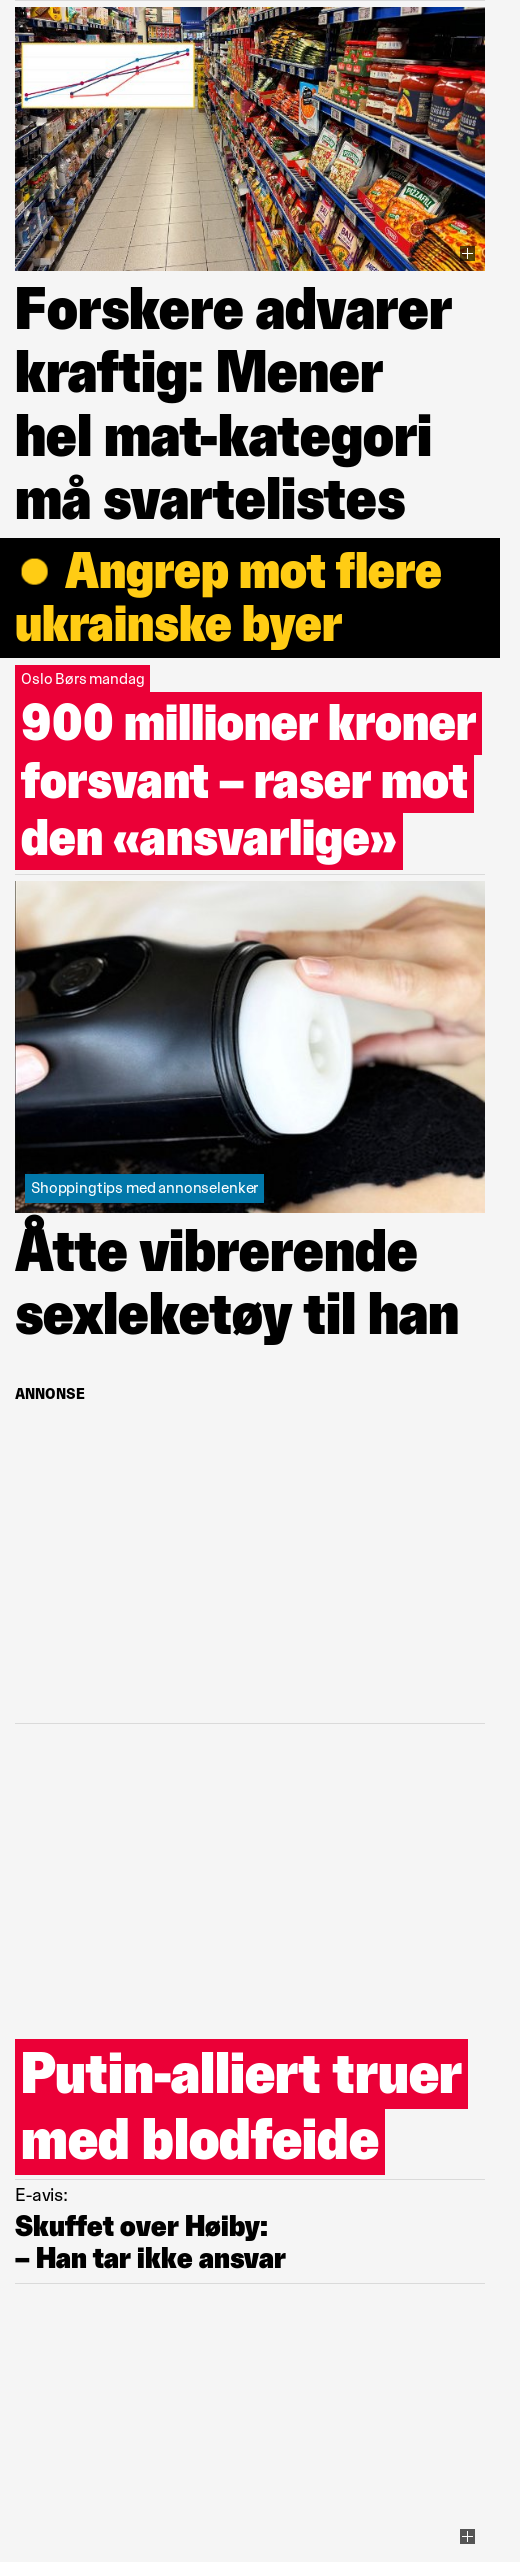 Forskere advarer
kraftig: Mener
hel mat-kategori
må svartelistes
Angrep mot flere
ukrainske byer
Oslo Børs mandag
900 millioner kroner
forsvant – raser mot
den «ansvarlige»
Shoppingtips med annonselenker
Åtte vibrerende
sexleketøy til han
ANNONSE
Putin-alliert truer
med blodfeide
E-avis:
Skuffet over Høiby:
– Han tar ikke ansvar